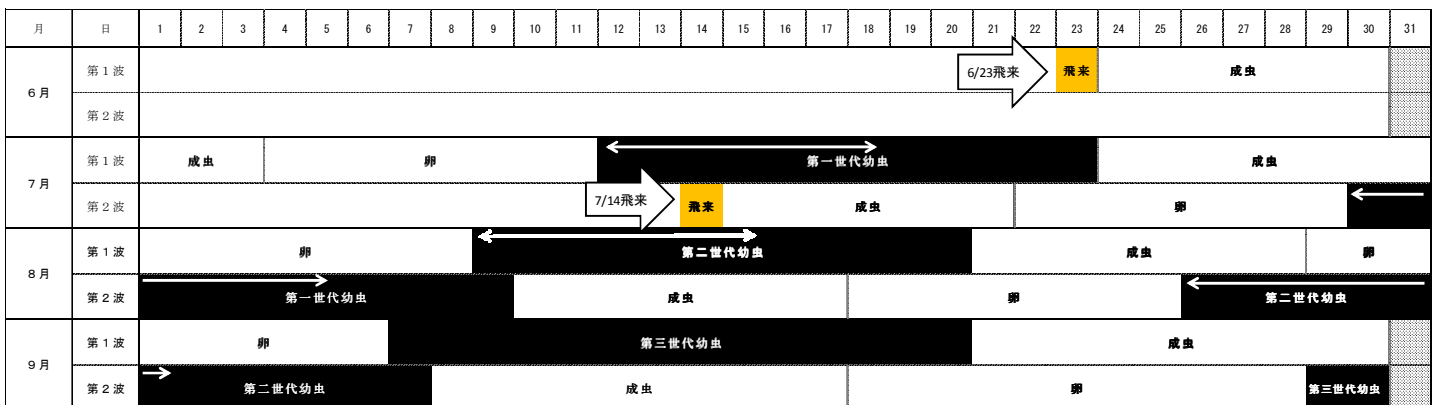 月 日 1 2 3 4 5 6 7 8 9 10 11 12 13 14 15 16 17 18 19 20 21 22 23 24 25 26 27 28 29 30 31
6月 第1波 6/23飛来 飛来 成虫
第2波
7月 第1波 成虫 卵 第一世代幼虫 成虫
第2波 7/14飛来 飛来 成虫 卵
8月 第1波 卵 第二世代幼虫 成虫 卵
第2波 第一世代幼虫 成虫 卵 第二世代幼虫
9月 第1波 卵 第三世代幼虫 成虫
第2波 第二世代幼虫 成虫 卵 第三世代幼虫